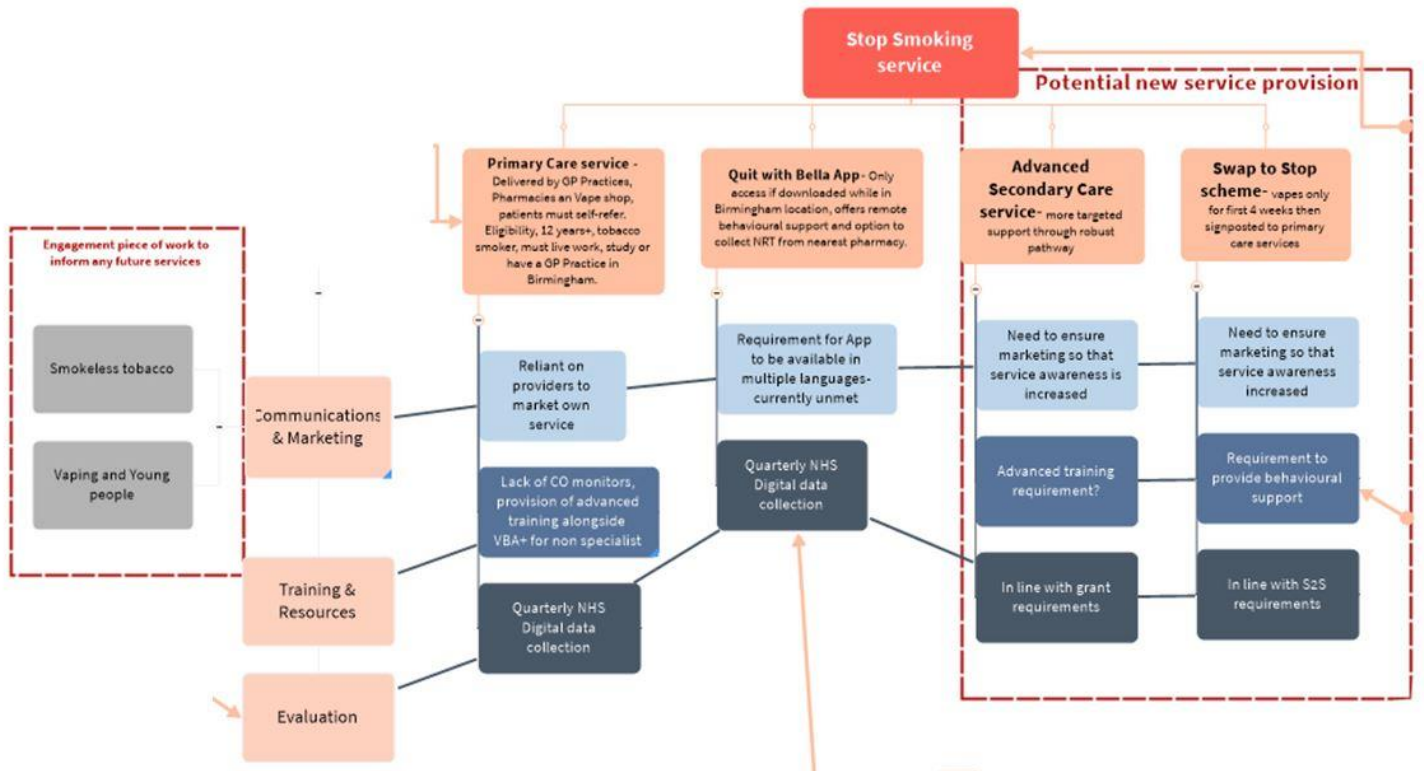 Stop Smoking
service
Potential new service provision
Primary Care service -
Delivered by GP Practices,
Pharmacies an Vape shop,
patients must self-refer.
Eligibility, 12 years+, tobacco
smoker, must live work, study or
have a GP Practice in
Birmingham.
Quit with Bella App- Only
access if downloaded while in
Birmingham location, offers remote
behavioural support and option to
collect NRT from nearest pharmacy.
Advanced
Secondary Care
service- more targeted
support through robust
pathway
Swap to Stop
scheme- vapes only
for first 4 weeks then
signposted to primary
care services
Engagement piece of work to
inform any future services
Smokeless tobacco
Vaping and Young
people
Communications
& Marketing
Reliant on
providers to
market own
service
Requirement for App
to be available in
multiple languages-
currently unmet
Need to ensure
marketing so that
service awareness is
increased
Need to ensure
marketing so that
service awareness
increased
Training &
Resources
Lack of CO monitors,
provision of advanced
training alongside
VBA+ for non specialist
Advanced training
requirement?
Requirement to
provide behavioural
support
Evaluation
Quarterly NHS
Digital data
collection
Quarterly NHS
Digital data
collection
In line with grant
requirements
In line with S2S
requirements